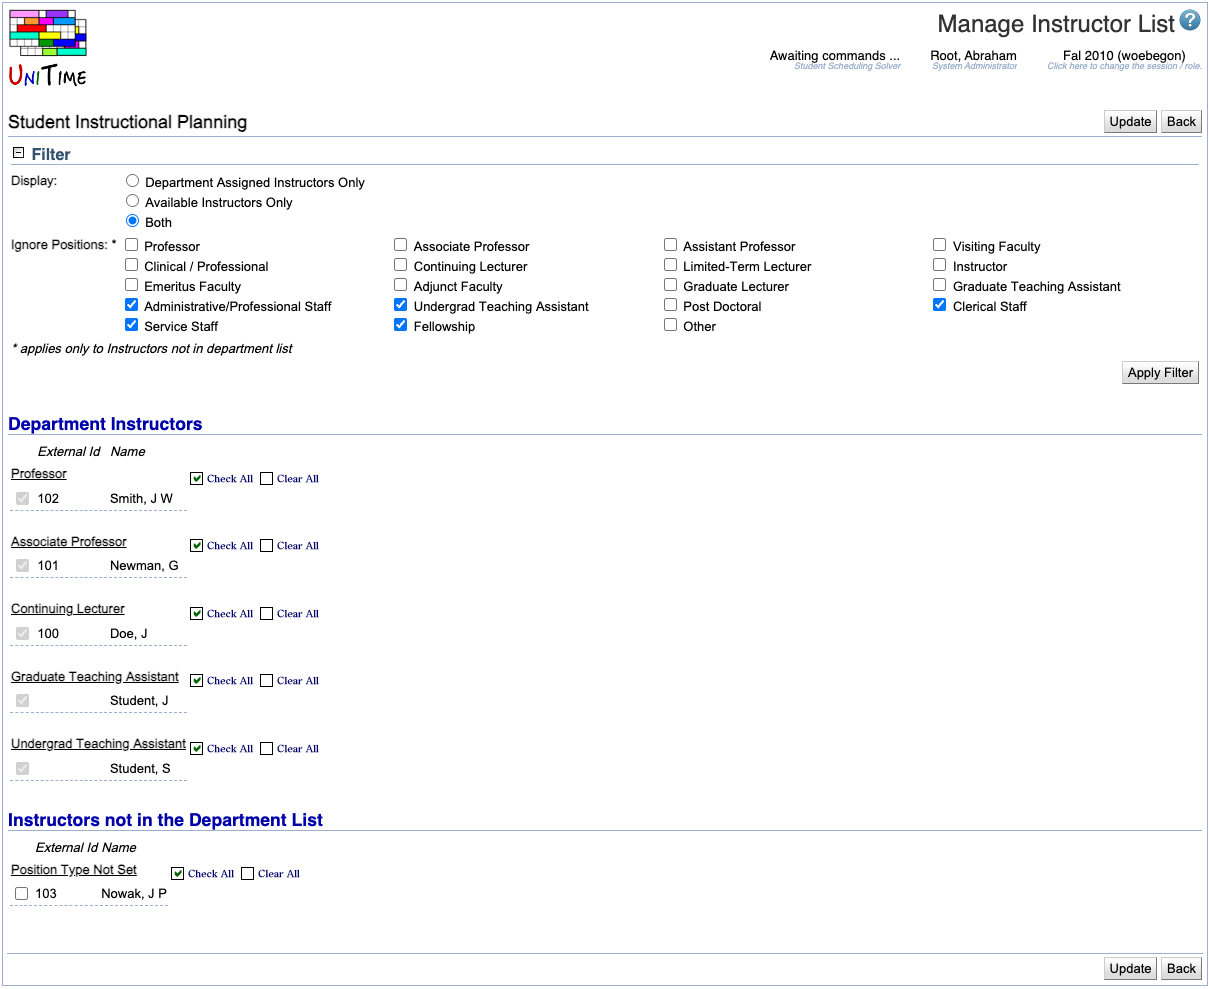 Manage Instructor List
UniTime
Awaiting commands ... Root, Abraham Fal 2010 (woebegon)
Student Scheduling Solver System Administrator Click here to change the session / role.
Student Instructional Planning Update Back
Filter
Display: Department Assigned Instructors Only
Available Instructors Only
Both
Ignore Positions: * Professor Associate Professor Assistant Professor Visiting Faculty
Clinical / Professional Continuing Lecturer Limited-Term Lecturer Instructor
Emeritus Faculty Adjunct Faculty Graduate Lecturer Graduate Teaching Assistant
Administrative/Professional Staff Undergrad Teaching Assistant Post Doctoral Clerical Staff
Service Staff Fellowship Other
* applies only to Instructors not in department list
Apply Filter
Department Instructors
External Id Name
Professor Check All Clear All
102 Smith, J W
Associate Professor Check All Clear All
101 Newman, G
Continuing Lecturer Check All Clear All
100 Doe, J
Graduate Teaching Assistant Check All Clear All
Student, J
Undergrad Teaching Assistant Check All Clear All
Student, S
Instructors not in the Department List
External Id Name
Position Type Not Set Check All Clear All
103 Nowak, J P
Update Back